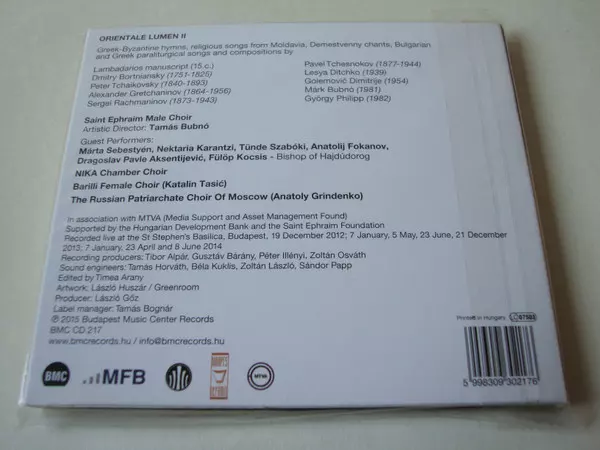 ORIENTALE LUMEN II
Greek-Byzantine hymns, religious songs from Moldavia, Demestvenny chants, Bulgarian
and Greek paraliturgical songs and compositions by
Lambadarios manuscript (15.c.)
Dmitry Bortniansky (1751-1825)
Peter Tchaikovsky (1840-1893)
Alexander Gretchaninov (1864-1956)
Sergei Rachmaninov (1873-1943)
Pavel Tchesnokov (1877-1944)
Lesya Ditchko (1939)
Golemović Dimitrije (1954)
Márk Bubnó (1981)
György Philipp (1982)
Saint Ephraim Male Choir
Artistic Director: Tamás Bubnó
Guest Performers:
Márta Sebestyén, Nektaria Karantzi, Tünde Szabóki, Anatolij Fokanov,
Dragoslav Pavle Aksentijević, Fülöp Kocsis - Bishop of Hajdúdorog
NIKA Chamber Choir
Barilli Female Choir (Katalin Tasić)
The Russian Patriarchate Choir Of Moscow (Anatoly Grindenko)
In association with MTVA (Media Support and Asset Management Found)
Supported by the Hungarian Development Bank and the Saint Ephraim Foundation
Recorded live at the St Stephen's Basilica, Budapest, 19 December 2012; 7 January, 5 May, 23 June, 21 December
2013; 7 January, 23 April and 8 June 2014
Recording producers: Tibor Alpár, Gusztáv Bárány, Péter Illényi, Zoltán Osváth
Sound engineers: Tamás Horváth, Béla Kuklis, Zoltán László, Sándor Papp
Edited by Timea Arany
Artwork: László Huszár / Greenroom
Producer: László Gőz
Label manager: Tamás Bognár
℗ 2015 Budapest Music Center Records
BMC CD 217
www.bmcrecords.hu / info@bmcrecords.hu
Printed in Hungary
BMC
MFB
MTVA
5 998309 302176